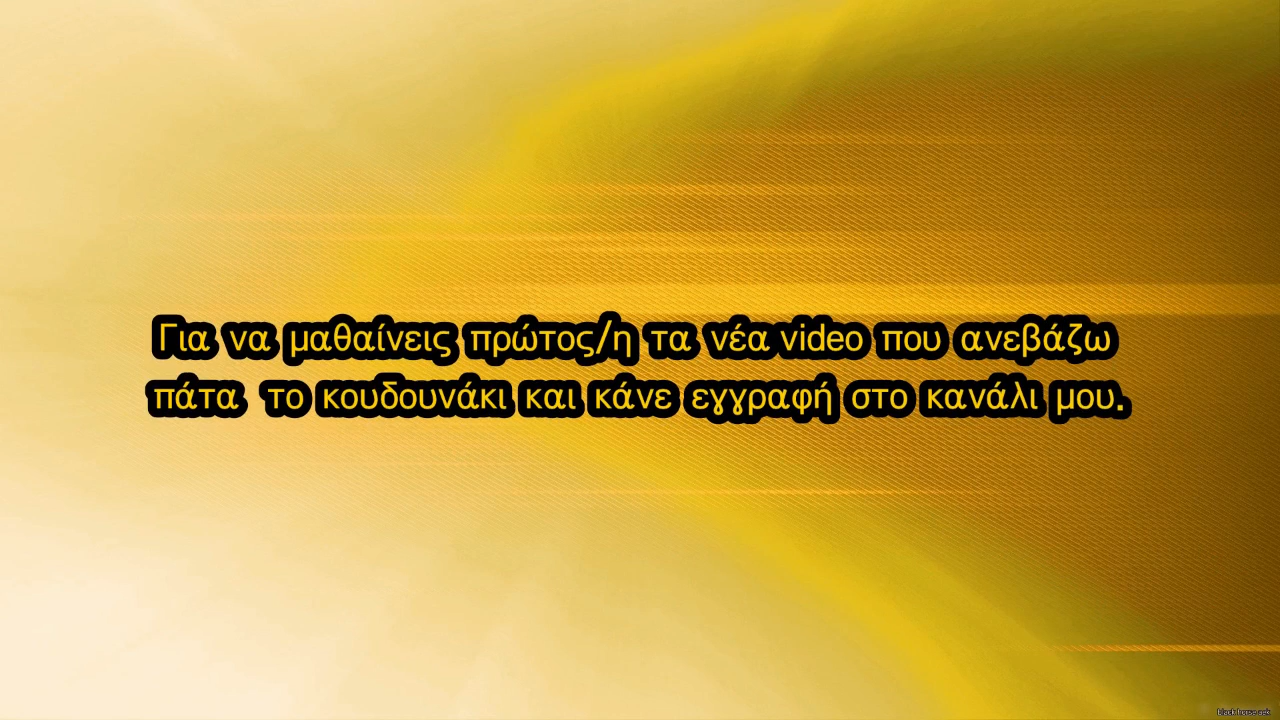 Για να μαθαίνεις πρώτος/η τα νέα video που ανεβάζω
πάτα το κουδουνάκι και κάνε εγγραφή στο κανάλι μου.